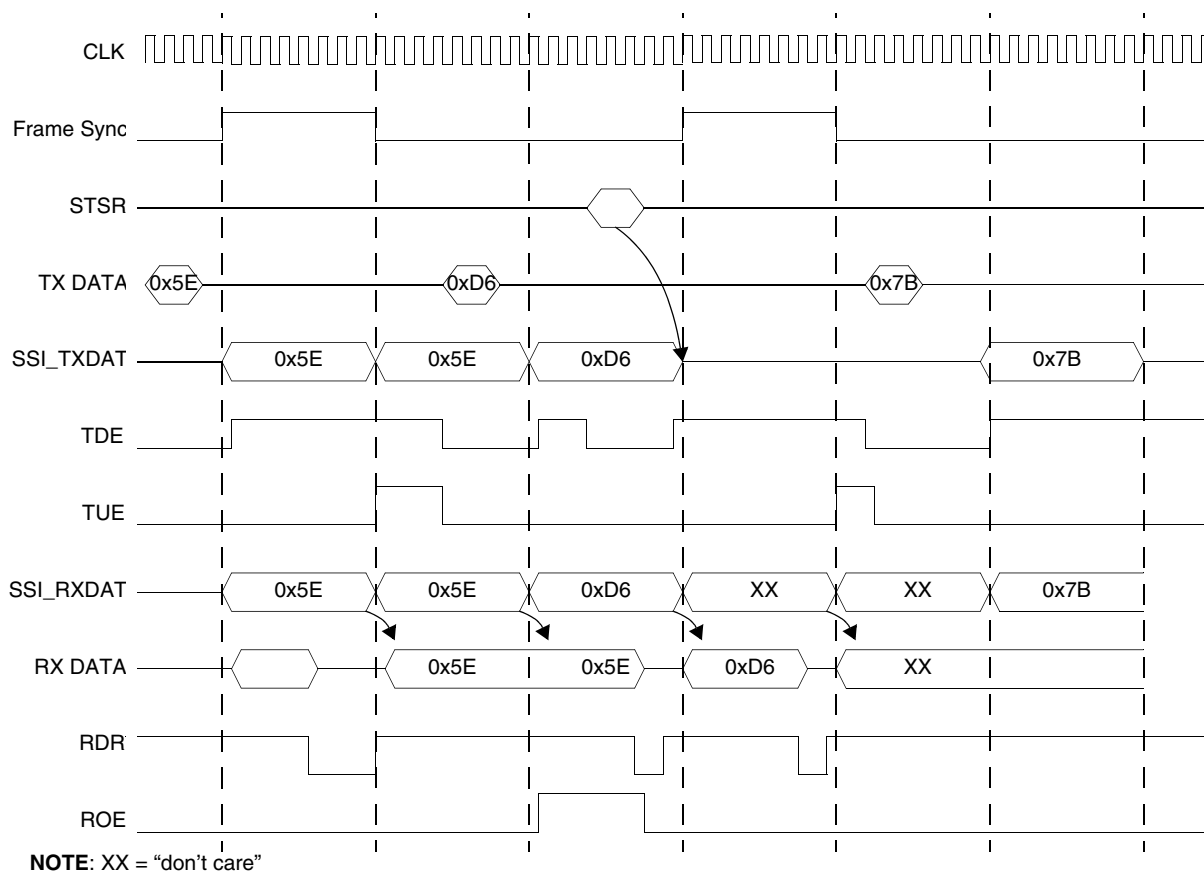 CLK
Frame Sync
STSR
TX DATA 0x5E 0xD6 0x7B
SSI_TXDAT 0x5E 0x5E 0xD6 0x7B
TDE
TUE
SSI_RXDAT 0x5E 0x5E 0xD6 XX XX 0x7B
RX DATA 0x5E 0x5E 0xD6 XX
RDR
ROE
NOTE: XX = “don’t care”